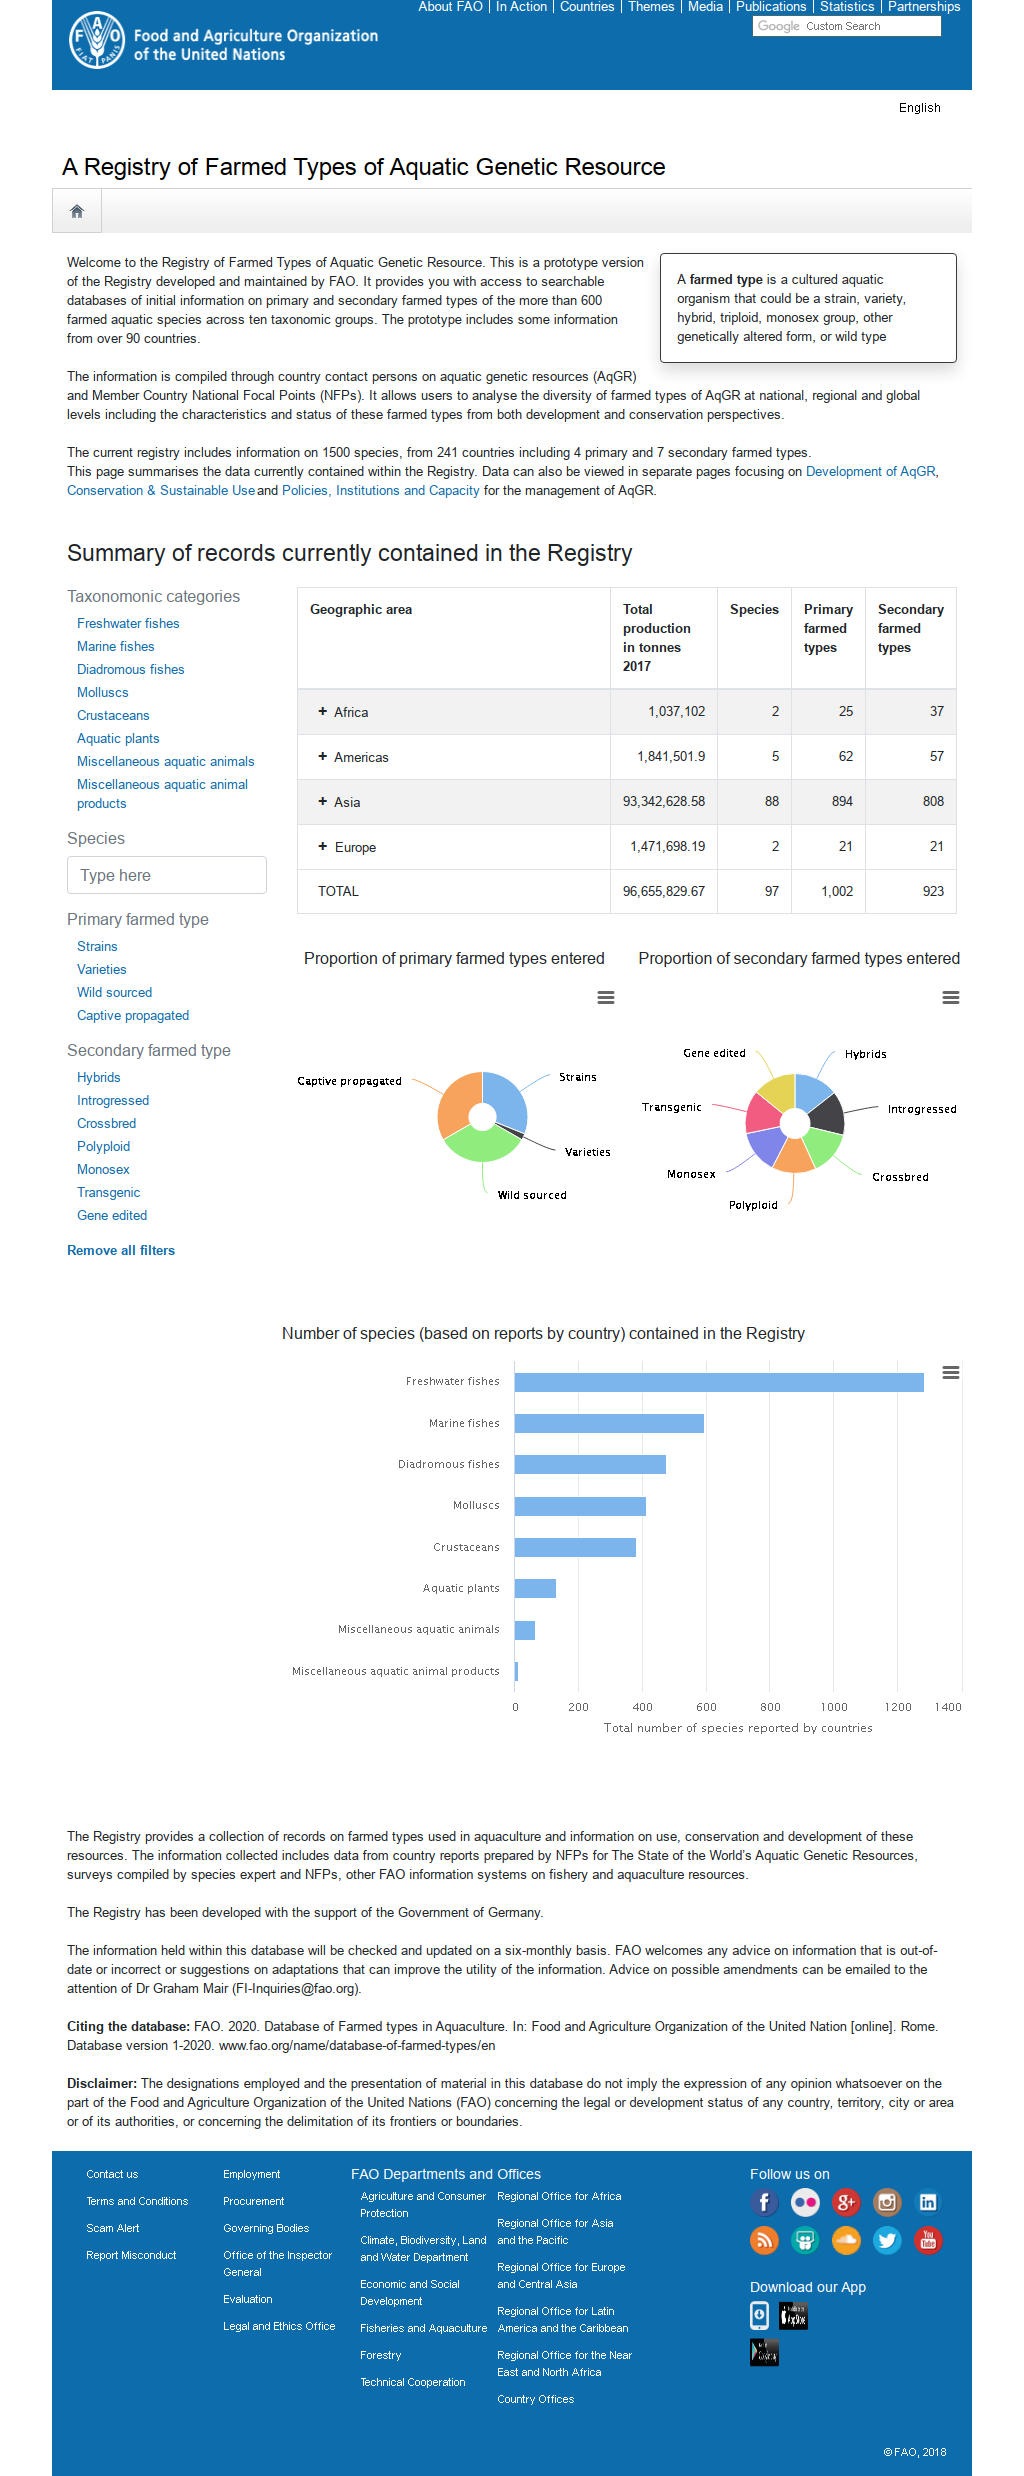 About FAO | In Action | Countries | Themes | Media | Publications | Statistics | Partnerships
Google Custom Search
FAO
FIAT PANIS
Food and Agriculture Organization
of the United Nations
English
A Registry of Farmed Types of Aquatic Genetic Resource
Welcome to the Registry of Farmed Types of Aquatic Genetic Resource. This is a prototype version
of the Registry developed and maintained by FAO. It provides you with access to searchable
databases of initial information on primary and secondary farmed types of the more than 600
farmed aquatic species across ten taxonomic groups. The prototype includes some information
from over 90 countries.
A farmed type is a cultured aquatic
organism that could be a strain, variety,
hybrid, triploid, monosex group, other
genetically altered form, or wild type
The information is compiled through country contact persons on aquatic genetic resources (AqGR)
and Member Country National Focal Points (NFPs). It allows users to analyse the diversity of farmed types of AqGR at national, regional and global
levels including the characteristics and status of these farmed types from both development and conservation perspectives.
The current registry includes information on 1500 species, from 241 countries including 4 primary and 7 secondary farmed types.
This page summarises the data currently contained within the Registry. Data can also be viewed in separate pages focusing on Development of AqGR,
Conservation & Sustainable Use and Policies, Institutions and Capacity for the management of AqGR.
Summary of records currently contained in the Registry
Taxonomonic categories
Freshwater fishes
Marine fishes
Diadromous fishes
Molluscs
Crustaceans
Aquatic plants
Miscellaneous aquatic animals
Miscellaneous aquatic animal
products
Species
Type here
Primary farmed type
Strains
Varieties
Wild sourced
Captive propagated
Secondary farmed type
Hybrids
Introgressed
Crossbred
Polyploid
Monosex
Transgenic
Gene edited
Remove all filters
Geographic area
Total
production
in tonnes
2017
Species
Primary
farmed
types
Secondary
farmed
types
+ Africa 1,037,102 2 25 37
+ Americas 1,841,501.9 5 62 57
+ Asia 93,342,628.58 88 894 808
+ Europe 1,471,698.19 2 21 21
TOTAL 96,655,829.67 97 1,002 923
Proportion of primary farmed types entered
Captive propagated
Strains
Varieties
Wild sourced
Proportion of secondary farmed types entered
Gene edited
Hybrids
Transgenic
Introgressed
Monosex
Crossbred
Polyploid
Number of species (based on reports by country) contained in the Registry
Freshwater fishes
Marine fishes
Diadromous fishes
Molluscs
Crustaceans
Aquatic plants
Miscellaneous aquatic animals
Miscellaneous aquatic animal products
0 200 400 600 800 1000 1200 1400
Total number of species reported by countries
The Registry provides a collection of records on farmed types used in aquaculture and information on use, conservation and development of these
resources. The information collected includes data from country reports prepared by NFPs for The State of the World's Aquatic Genetic Resources,
surveys compiled by species expert and NFPs, other FAO information systems on fishery and aquaculture resources.
The Registry has been developed with the support of the Government of Germany.
The information held within this database will be checked and updated on a six-monthly basis. FAO welcomes any advice on information that is out-of-
date or incorrect or suggestions on adaptations that can improve the utility of the information. Advice on possible amendments can be emailed to the
attention of Dr Graham Mair (FI-Inquiries@fao.org).
Citing the database: FAO. 2020. Database of Farmed types in Aquaculture. In: Food and Agriculture Organization of the United Nation [online]. Rome.
Database version 1-2020. www.fao.org/name/database-of-farmed-types/en
Disclaimer: The designations employed and the presentation of material in this database do not imply the expression of any opinion whatsoever on the
part of the Food and Agriculture Organization of the United Nations (FAO) concerning the legal or development status of any country, territory, city or area
or of its authorities, or concerning the delimitation of its frontiers or boundaries.
Contact us
Terms and Conditions
Scam Alert
Report Misconduct
Employment
Procurement
Governing Bodies
Office of the Inspector
General
Evaluation
Legal and Ethics Office
FAO Departments and Offices
Agriculture and Consumer
Protection
Climate, Biodiversity, Land
and Water Department
Economic and Social
Development
Fisheries and Aquaculture
Forestry
Technical Cooperation
Regional Office for Africa
Regional Office for Asia
and the Pacific
Regional Office for Europe
and Central Asia
Regional Office for Latin
America and the Caribbean
Regional Office for the Near
East and North Africa
Country Offices
Follow us on
You
Tube
Download our App
© FAO, 2018